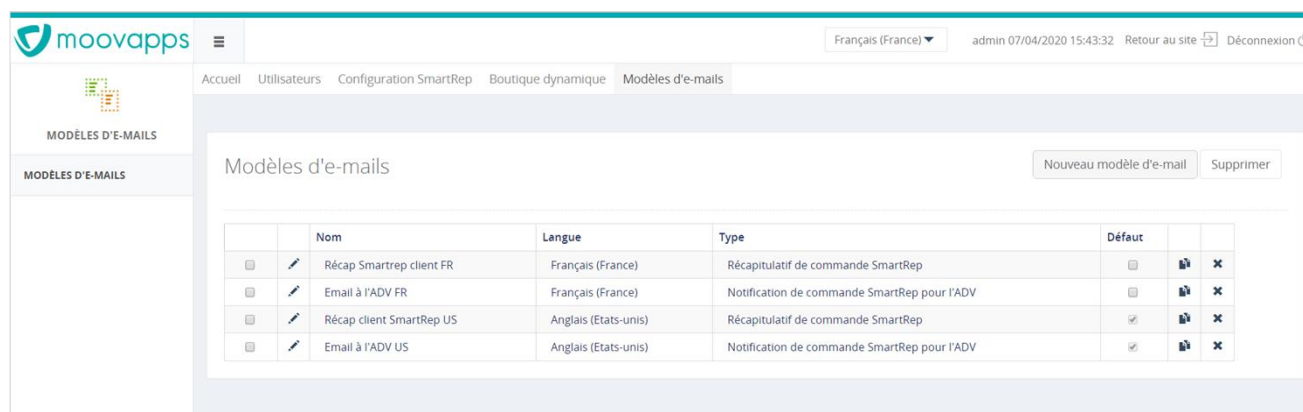 moovapps
Français (France)
admin 07/04/2020 15:43:32 Retour au site Déconnexion
Accueil Utilisateurs Configuration SmartRep Boutique dynamique Modèles d'e-mails
MODÈLES D'E-MAILS
MODÈLES D'E-MAILS
Modèles d'e-mails
Nouveau modèle d'e-mail Supprimer
Nom Langue Type Défaut
Récap Smartrep client FR Français (France) Récapitulatif de commande SmartRep
Email à l'ADV FR Français (France) Notification de commande SmartRep pour l'ADV
Récap client SmartRep US Anglais (Etats-unis) Récapitulatif de commande SmartRep
Email à l'ADV US Anglais (Etats-unis) Notification de commande SmartRep pour l'ADV